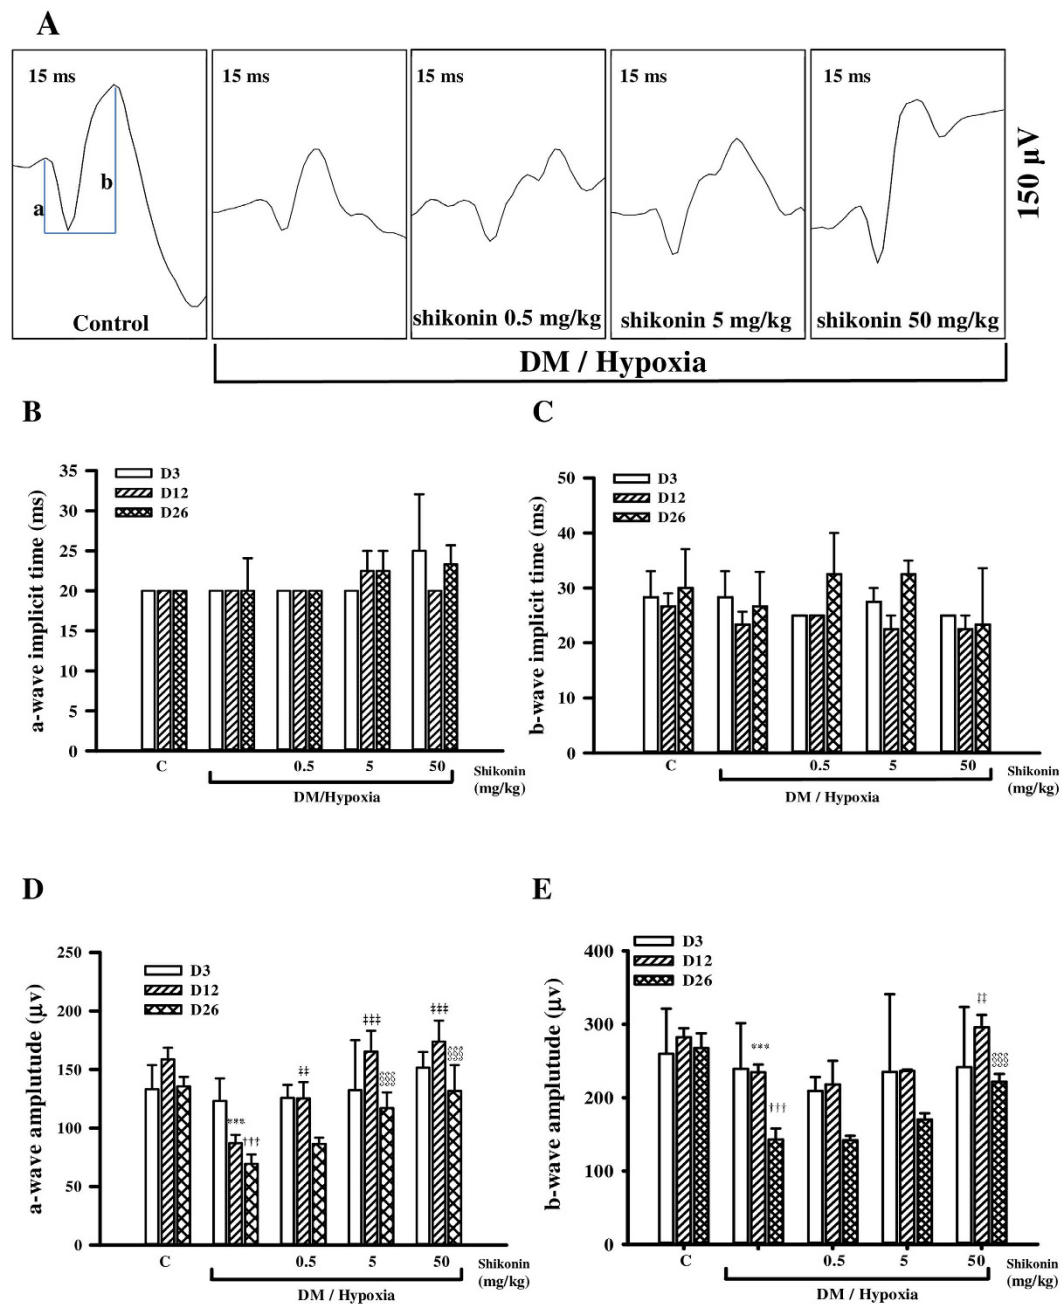 A
15 ms 15 ms 15 ms 15 ms 15 ms
a b
150 µV
Control shikonin 0.5 mg/kg shikonin 5 mg/kg shikonin 50 mg/kg
DM / Hypoxia
B
a-wave implicit time (ms)
35
30
25
20
15
10
5
0
D3
D12
D26
C 0.5 5 50 Shikonin
(mg/kg)
DM/Hypoxia
C
b-wave implicit time (ms)
50
40
30
20
10
0
D3
D12
D26
C 0.5 5 50 Shikonin
(mg/kg)
DM / Hypoxia
D
a-wave amplutude (µv)
250
200
150
100
50
0
D3
D12
D26
*** ††† ‡‡ ‡‡‡ §§§ ‡‡‡ §§§
C 0.5 5 50 Shikonin
(mg/kg)
DM / Hypoxia
E
b-wave amplutude (µv)
400
300
200
100
0
D3
D12
D26
*** ††† ‡‡ §§§
C 0.5 5 50 Shikonin
(mg/kg)
DM / Hypoxia